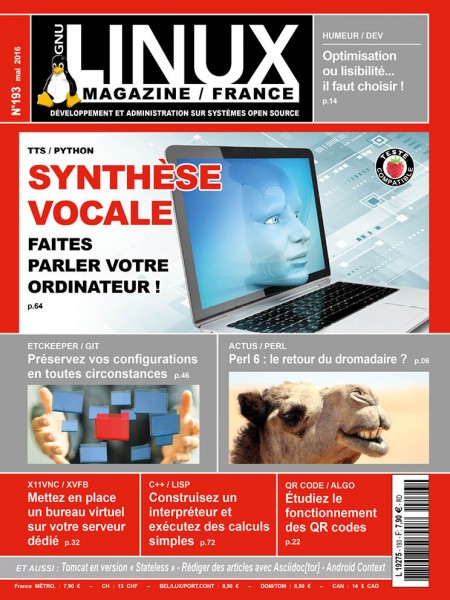 N°193 mai 2016
GNU
LINUX
MAGAZINE / FRANCE
DÉVELOPPEMENT ET ADMINISTRATION SUR SYSTÈMES OPEN SOURCE
HUMEUR / DEV
Optimisation
ou lisibilité...
il faut choisir !
p.14
TTS / PYTHON
SYNTHÈSE
VOCALE
FAITES
PARLER VOTRE
ORDINATEUR !
p.64
TESTÉ
COMPATIBLE
ETCKEEPER / GIT
Préservez vos configurations
en toutes circonstances p.46
ACTUS / PERL
Perl 6 : le retour du dromadaire ? p.06
X11VNC / XVFB
Mettez en place
un bureau virtuel
sur votre serveur
dédié p.32
C++ / LISP
Construisez un
interpréteur et
exécutez des calculs
simples p.72
QR CODE / ALGO
Étudiez le
fonctionnement
des QR codes
p.22
L 19275 - 193 - F: 7,90 € - RD
ET AUSSI : Tomcat en version « Stateless » - Rédiger des articles avec Asciidoc[tor] - Android Context
France MÉTRO. : 7,90 € – CH : 13 CHF – BEL/LUX/PORT.CONT : 8,90 € – DOM/TOM : 8,50 € – CAN : 14 $ CAD